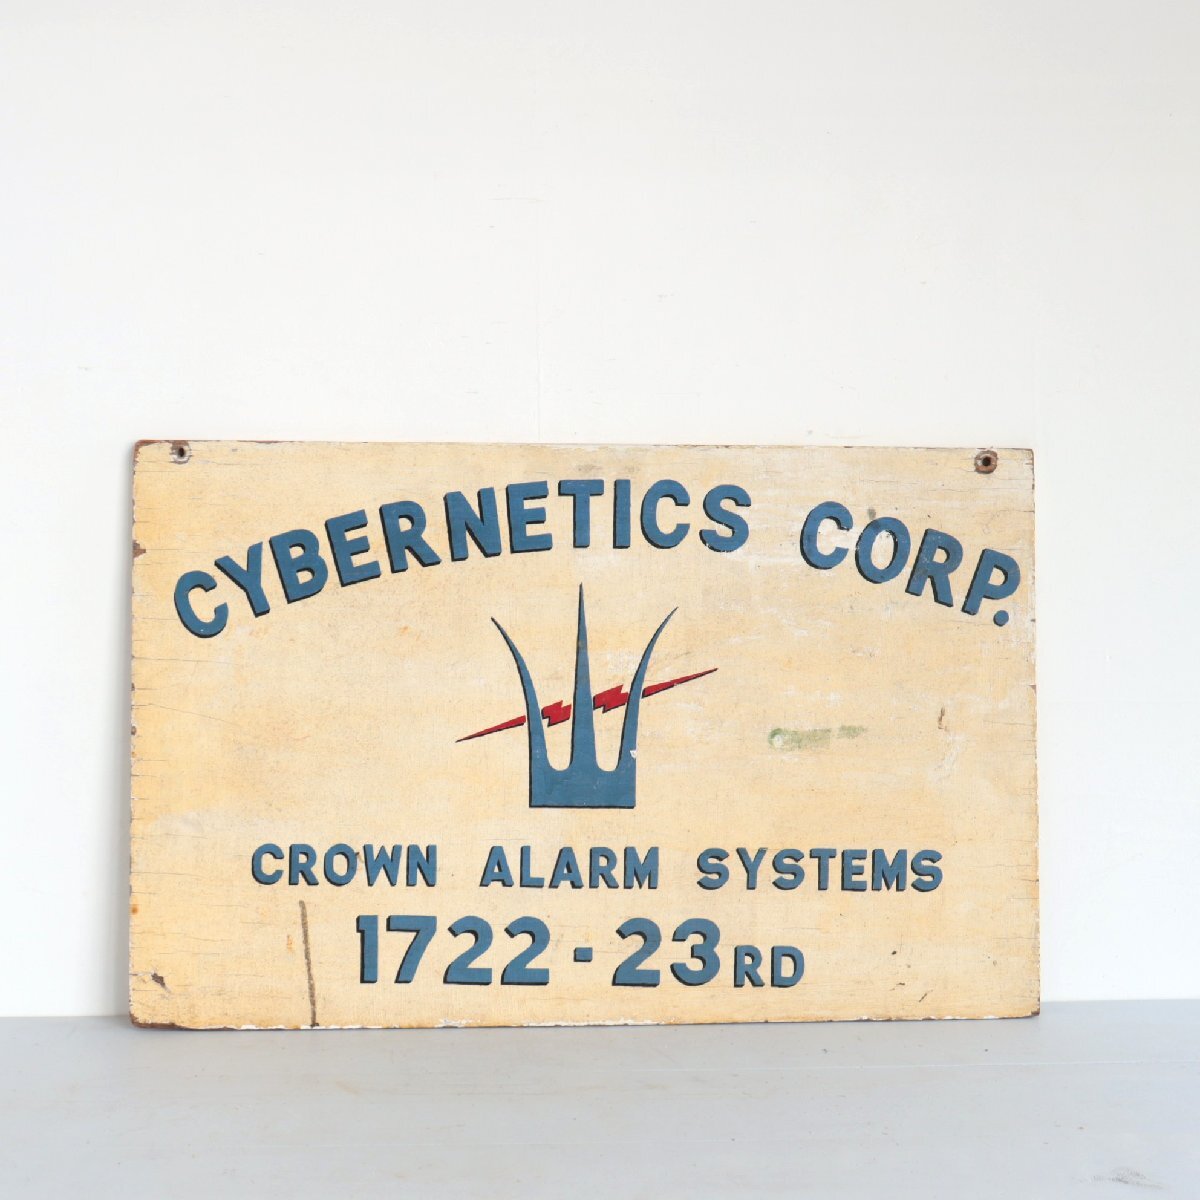 CYBERNETICS CORP.
CROWN ALARM SYSTEMS
1722 - 23RD